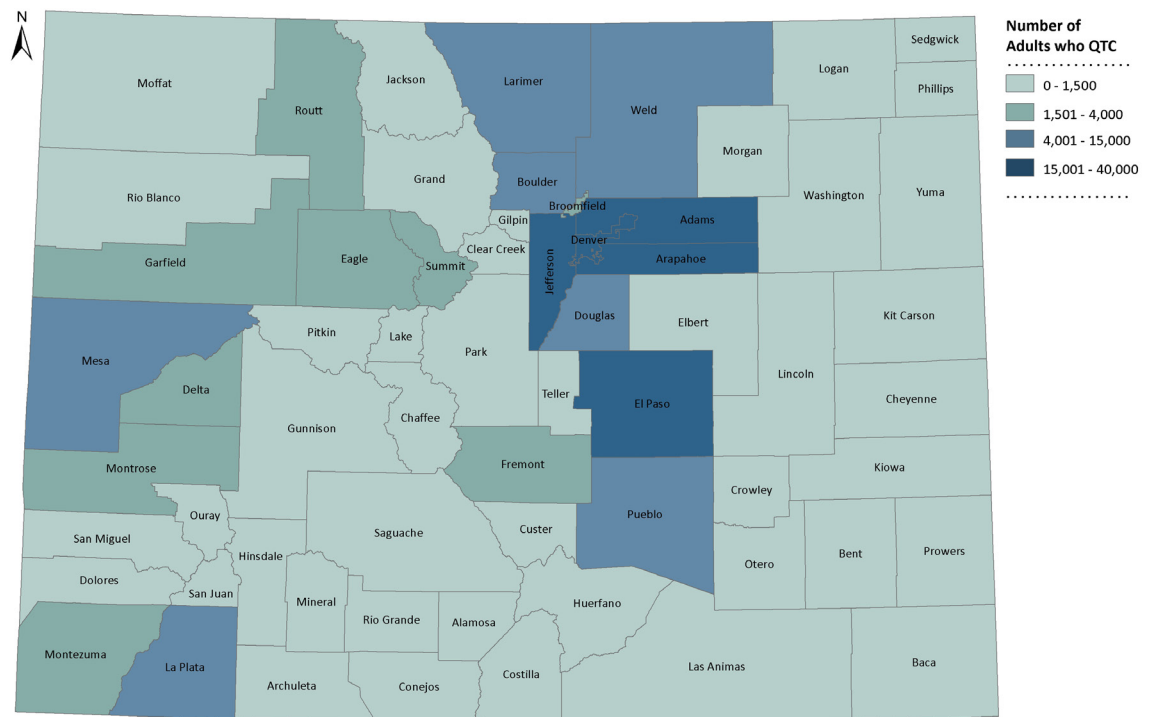 N
Number of
Adults who QTC
0 - 1,500
1,501 - 4,000
4,001 - 15,000
15,001 - 40,000
Sedgwick
Logan
Jackson
Larimer
Moffat
Phillips
Routt
Weld
Morgan
Grand
Boulder
Yuma
Rio Blanco
Washington
Broomfield
Gilpin
Adams
Denver
Clear Creek
Eagle
Arapahoe
Garfield
Summit
Jefferson
Douglas
Kit Carson
Elbert
Pitkin
Lake
Park
Mesa
Lincoln
Delta
Teller
Cheyenne
El Paso
Chaffee
Gunnison
Fremont
Montrose
Kiowa
Crowley
Ouray
Pueblo
Custer
Saguache
San Miguel
Prowers
Bent
Hinsdale
Otero
Dolores
San Juan
Mineral
Huerfano
Rio Grande
Alamosa
Montezuma
Baca
La Plata
Las Animas
Costilla
Archuleta
Conejos